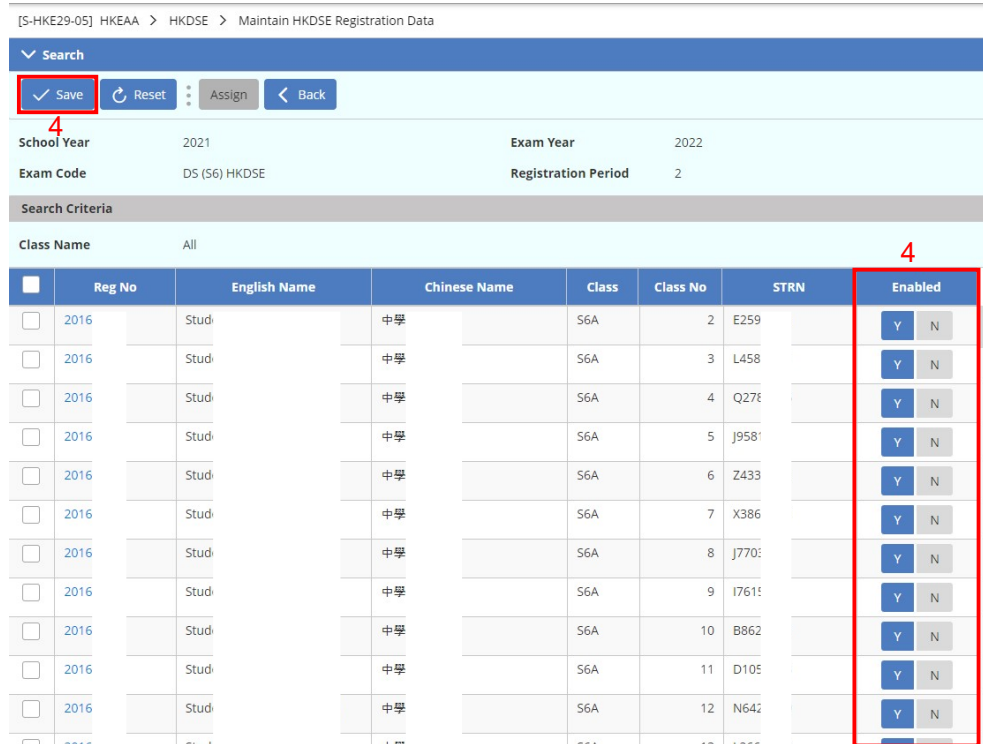 [S-HKE29-05] HKEAA > HKDSE > Maintain HKDSE Registration Data
Search
Save Reset Assign Back
4
School Year 2021 Exam Year 2022
Exam Code DS (S6) HKDSE Registration Period 2
Search Criteria
Class Name All
4
Reg No English Name Chinese Name Class Class No STRN Enabled
2016 Stud 中學 S6A 2 E259 Y N
2016 Stud 中學 S6A 3 L458 Y N
2016 Stud 中學 S6A 4 Q278 Y N
2016 Stud 中學 S6A 5 J9581 Y N
2016 Stud 中學 S6A 6 Z433 Y N
2016 Stud 中學 S6A 7 X386 Y N
2016 Stud 中學 S6A 8 J7703 Y N
2016 Stud 中學 S6A 9 I7615 Y N
2016 Stud 中學 S6A 10 B862 Y N
2016 Stud 中學 S6A 11 D105 Y N
2016 Stud 中學 S6A 12 N642 Y N